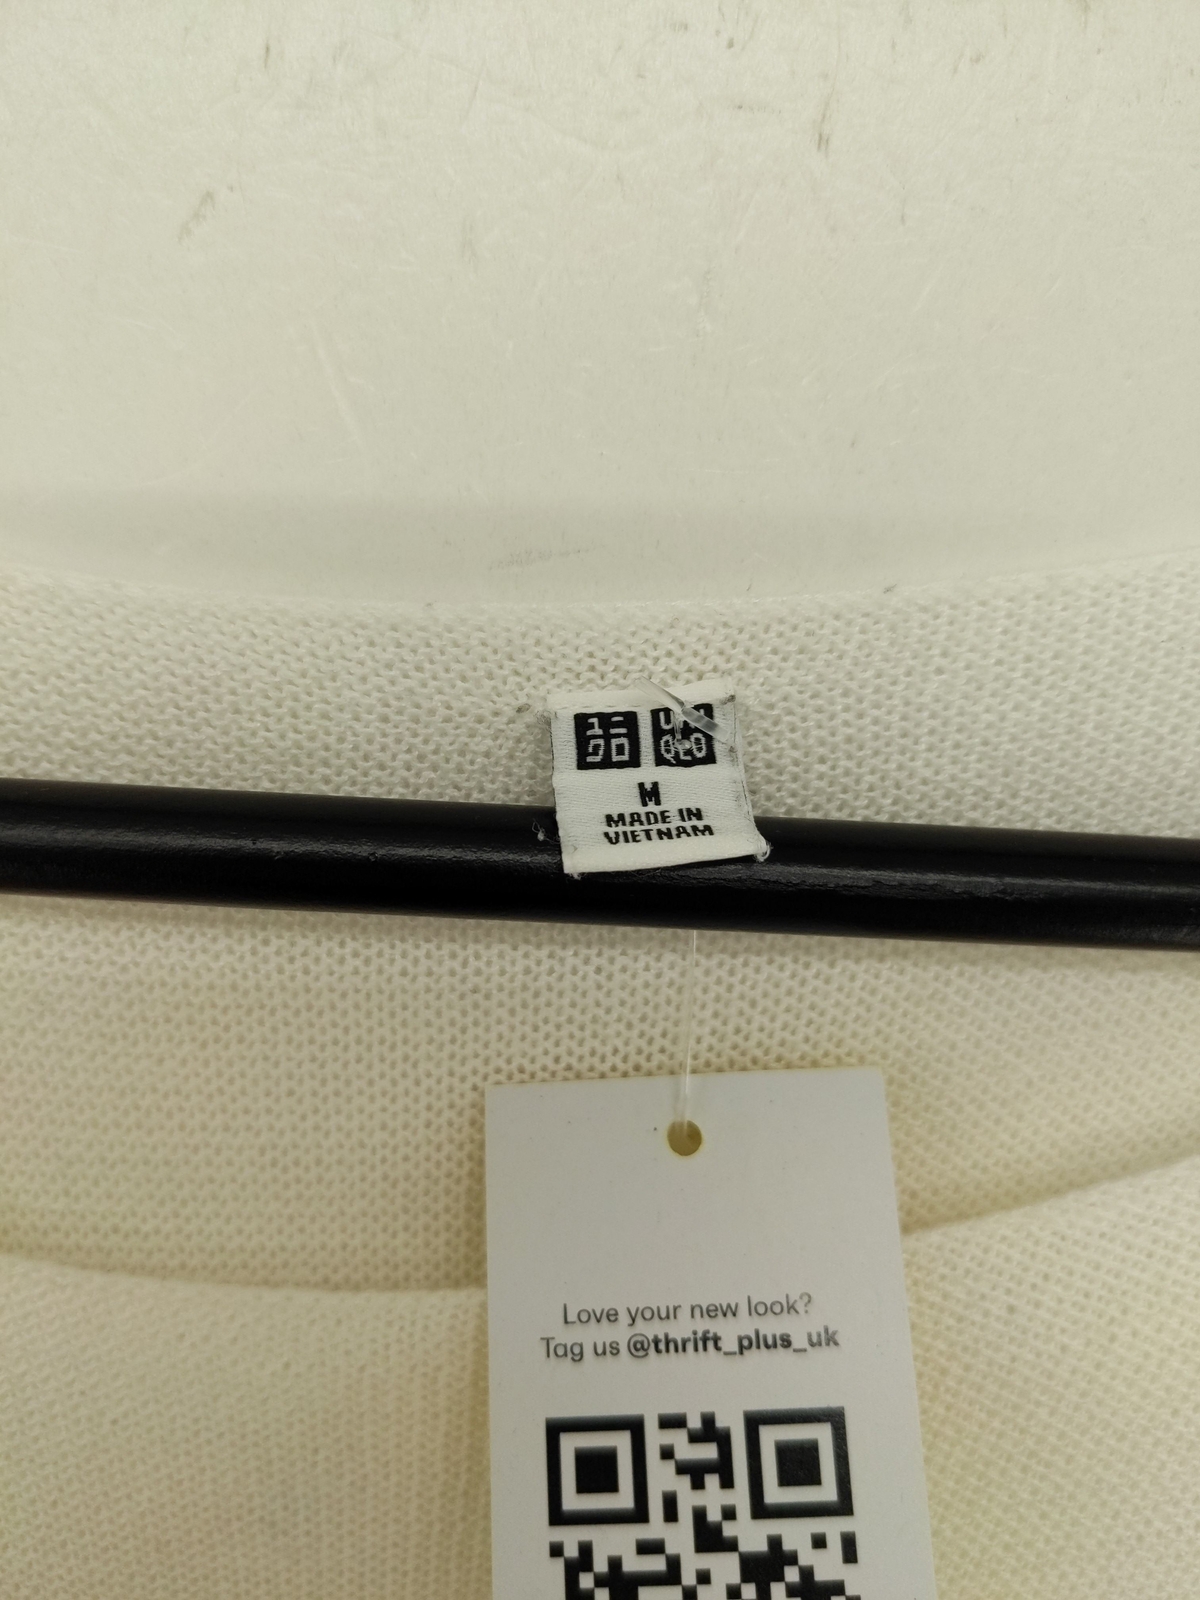 ユニ UNI
クロ QLO
M
MADE IN
VIETNAM
Love your new look?
Tag us @thrift_plus_uk